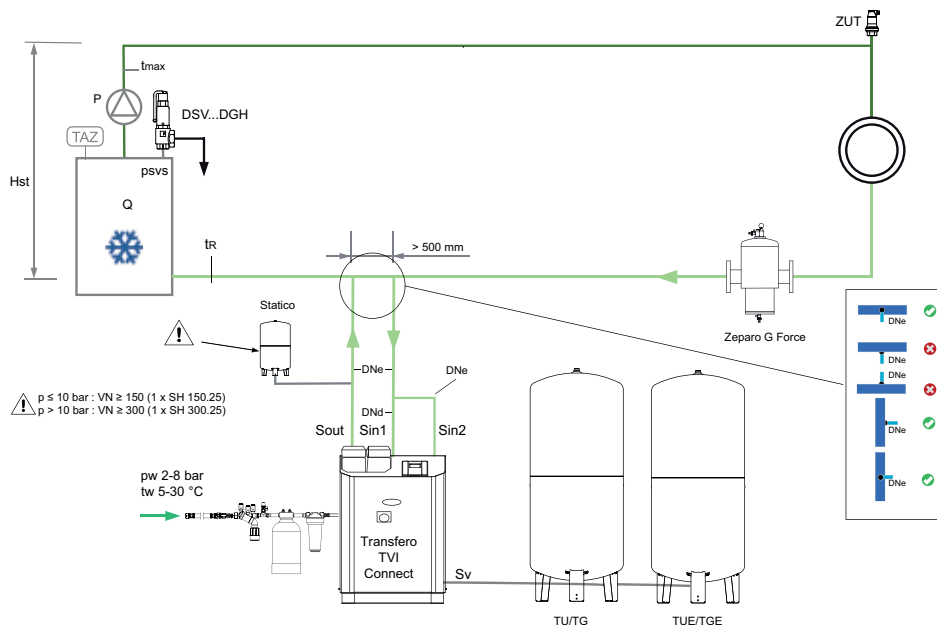 ZUT
tmax
P
DSV...DGH
TAZ
psvs
Hst
Q
tR
> 500 mm
Statico
Zeparo G Force
DNe
DNe
DNe
DNe
DNe
DNe
DNe
DNd
p ≤ 10 bar : VN ≥ 150 (1 x SH 150.25)
p > 10 bar : VN ≥ 300 (1 x SH 300.25)
Sout
Sin1
Sin2
pw 2-8 bar
tw 5-30 °C
Transfero
TVI
Connect
Sv
TU/TG
TUE/TGE